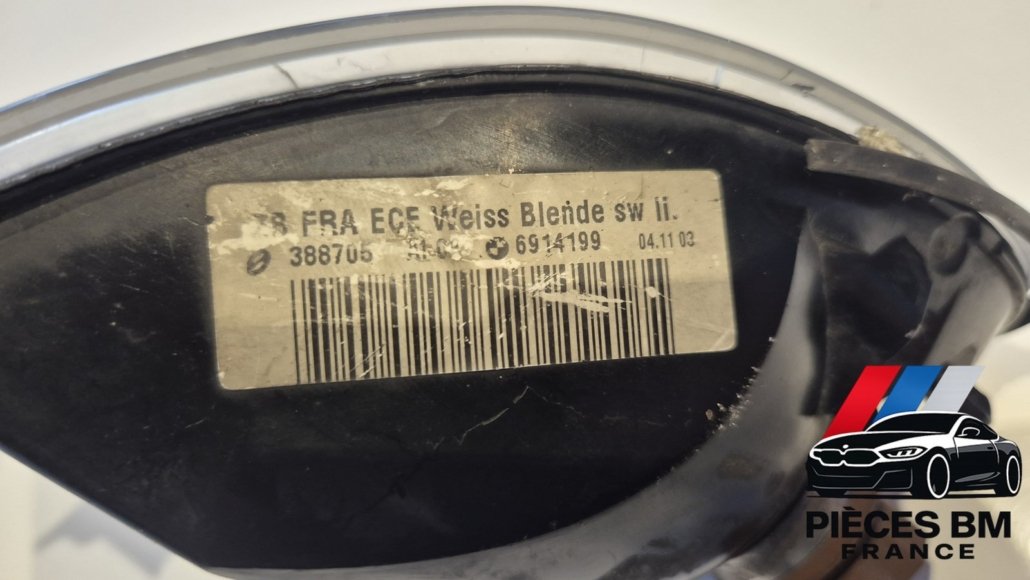 FRA ECE Weiss Blende sw li.
388705 6914199 04.11 03
PIÈCES BM
FRANCE